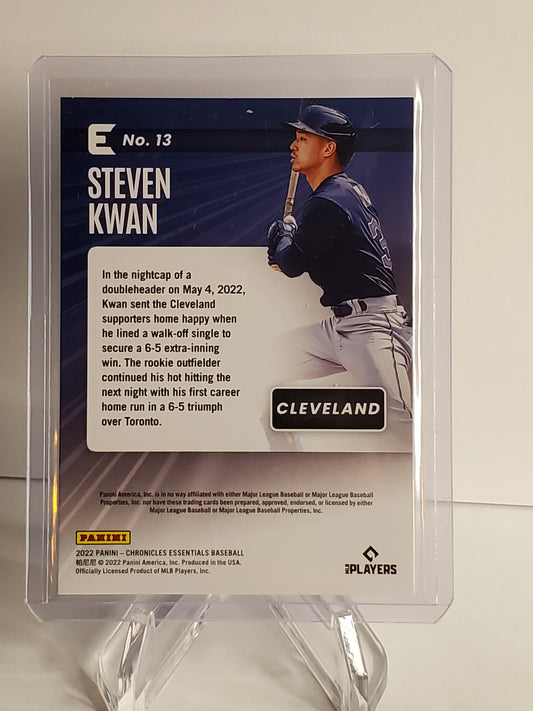 E No. 13
STEVEN
KWAN
In the nightcap of a
doubleheader on May 4, 2022,
Kwan sent the Cleveland
supporters home happy when
he lined a walk-off single to
secure a 6-5 extra-inning
win. The rookie outfielder
continued his hot hitting the
next night with his first career
home run in a 6-5 triumph
over Toronto.
CLEVELAND
Panini America, Inc. is in no way affiliated with either Major League Baseball or Major League Baseball
Properties, Inc. nor have these trading cards been prepared, approved, endorsed, or licensed by either
Major League Baseball or Major League Baseball Properties, Inc.
PANINI
2022 PANINI – CHRONICLES ESSENTIALS BASEBALL
帕尼尼 © 2022 Panini America, Inc. Produced in the USA.
Officially Licensed Product of MLB Players, Inc.
MLB PLAYERS